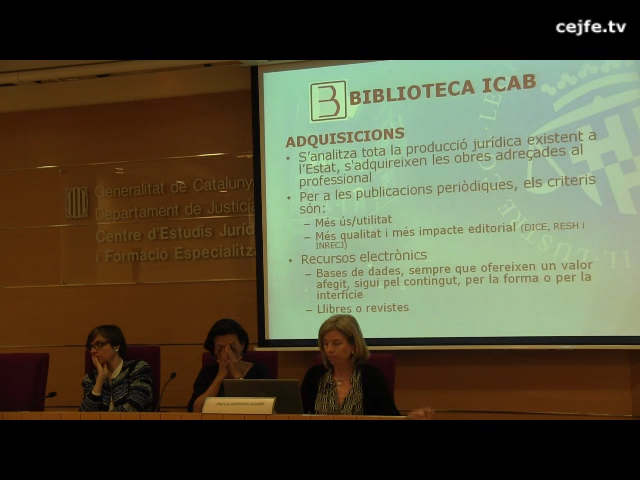 cejfe.tv
BIBLIOTECA ICAB
ADQUISICIONS
• S'analitza tota la producció jurídica existent a
l'Estat, s'adquireixen les obres adreçades al
professional
• Per a les publicacions periòdiques, els criteris
són:
– Més ús/utilitat
– Més qualitat i més impacte editorial (DICE, RESH i
INRECJ)
• Recursos electrònics
– Bases de dades, sempre que ofereixen un valor
afegit, sigui pel contingut, per la forma o per la
interfície
– Llibres o revistes
Generalitat de Catalunya
Departament de Justícia
Centre d'Estudis Jurí
i Formació Especialitz